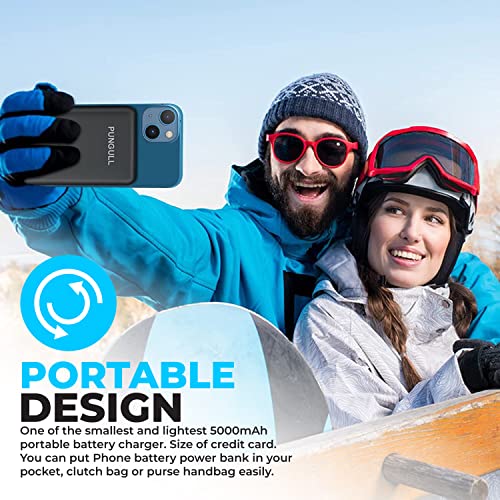 PUNGULL
PORTABLE
DESIGN
One of the smallest and lightest 5000mAh
portable battery charger. Size of credit card.
You can put Phone battery power bank in your
pocket, clutch bag or purse handbag easily.